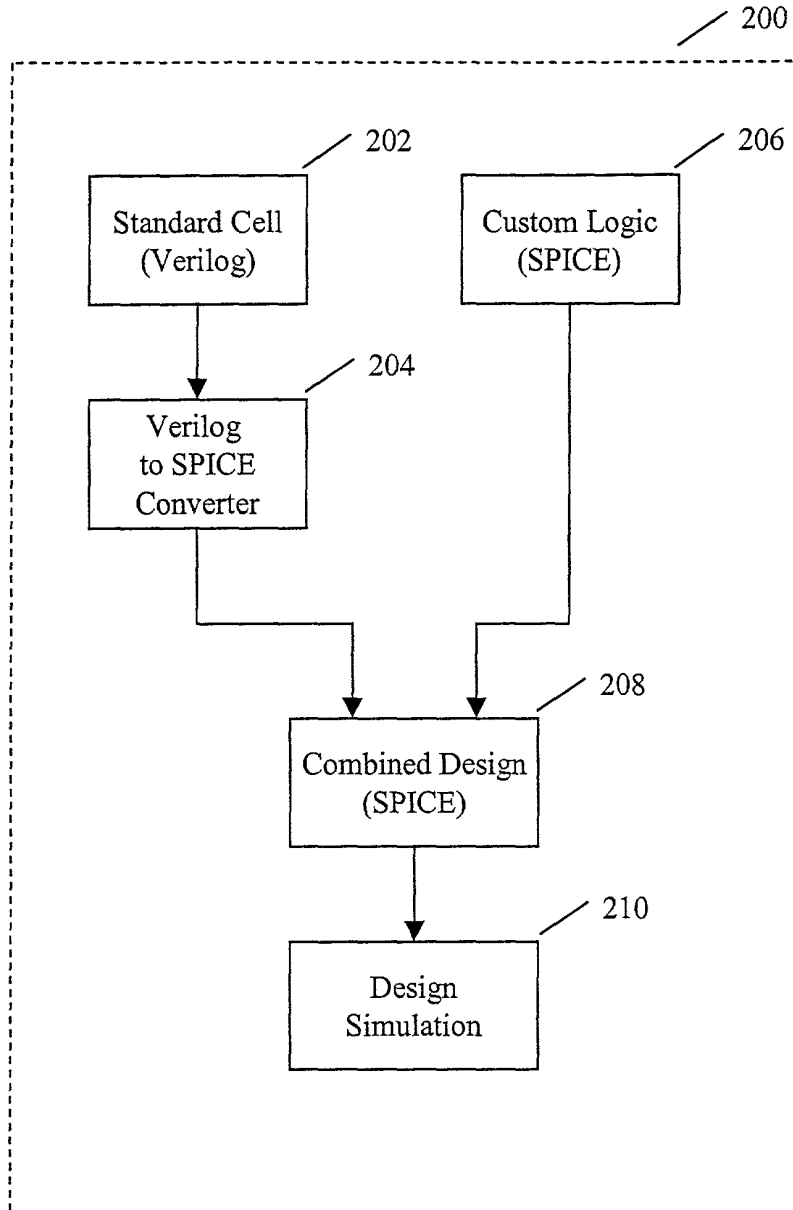 200
202
206
Standard Cell
(Verilog)
Custom Logic
(SPICE)
204
Verilog
to SPICE
Converter
208
Combined Design
(SPICE)
210
Design
Simulation